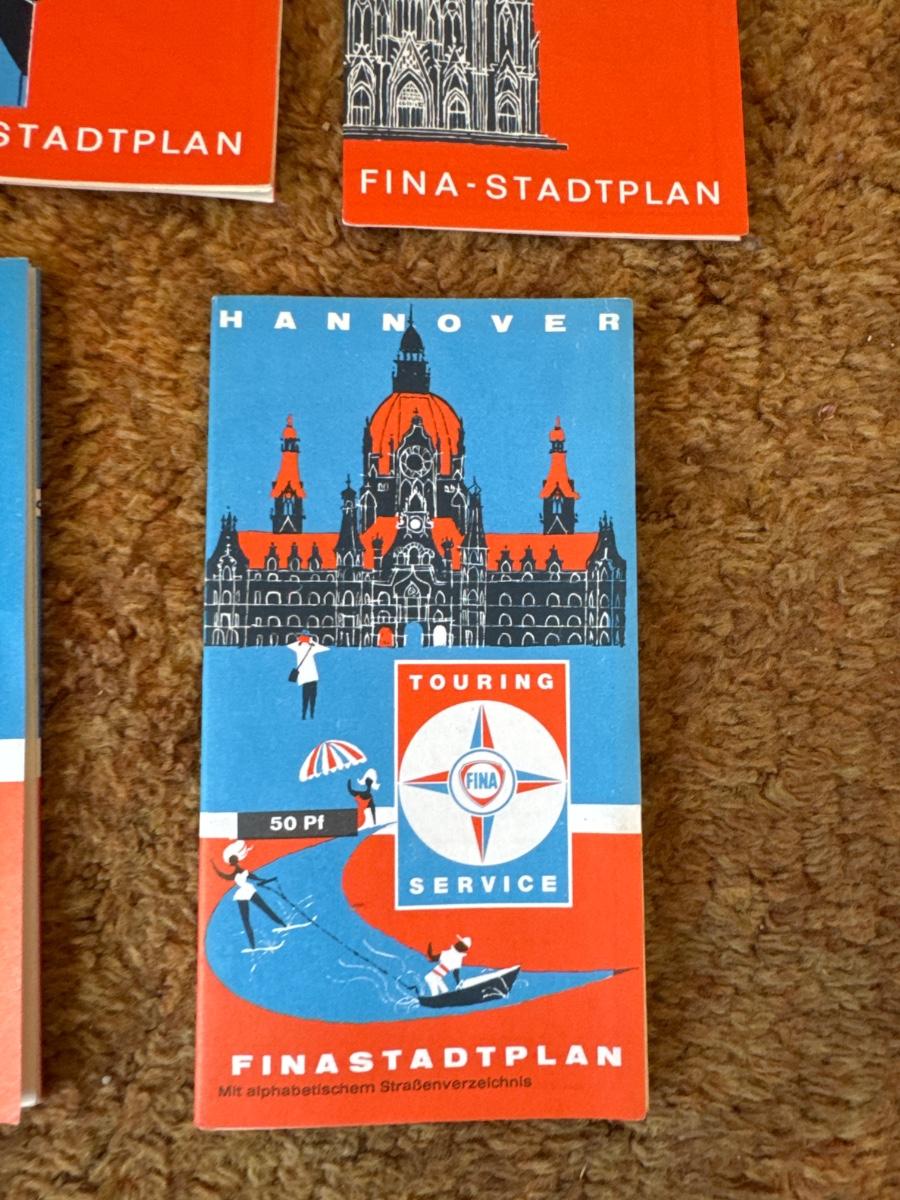 STADTPLAN
FINA-STADTPLAN
HANNOVER
TOURING
FINA
50 Pf
SERVICE
FINASTADTPLAN
Mit alphabetischem Straßenverzeichnis